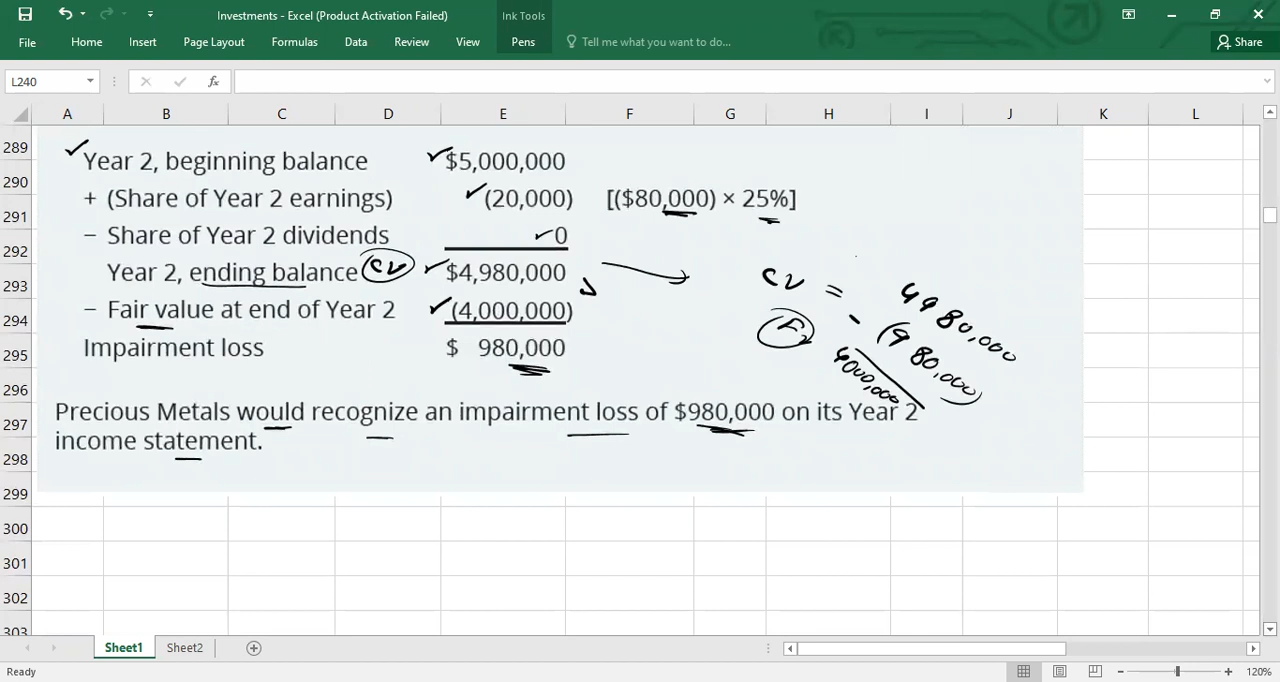 Investments - Excel (Product Activation Failed)
Ink Tools
File Home Insert Page Layout Formulas Data Review View Pens Tell me what you want to do... Share
L240 fx
A B C D E F G H I J K L
289 Year 2, beginning balance $5,000,000
290 + (Share of Year 2 earnings) (20,000) [($80,000) × 25%]
291 − Share of Year 2 dividends 0
292 Year 2, ending balance CV $4,980,000
293 CV = 4980,000
294 − Fair value at end of Year 2 (4,000,000)
- (980,000)
295 Impairment loss $ 980,000
4000,000
296
297 Precious Metals would recognize an impairment loss of $980,000 on its Year 2
298 income statement.
299
300
301
302
303
Sheet1 Sheet2
Ready 120%